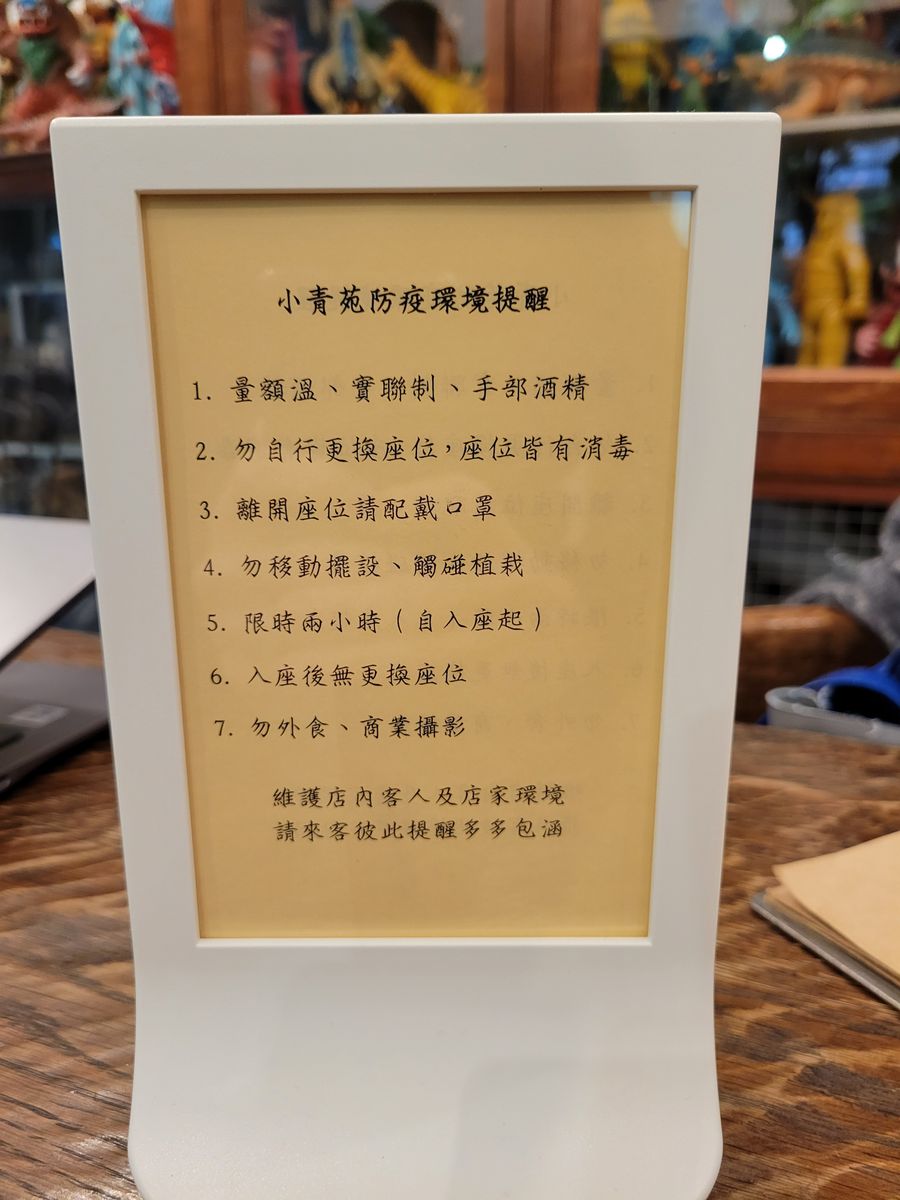 小青苑防疫環境提醒
1. 量額溫、實聯制、手部酒精
2. 勿自行更換座位，座位皆有消毒
3. 離開座位請配戴口罩
4. 勿移動擺設、觸碰植栽
5. 限時兩小時（自入座起）
6. 入座後無更換座位
7. 勿外食、商業攝影
維護店內客人及店家環境
請來客彼此提醒多多包涵